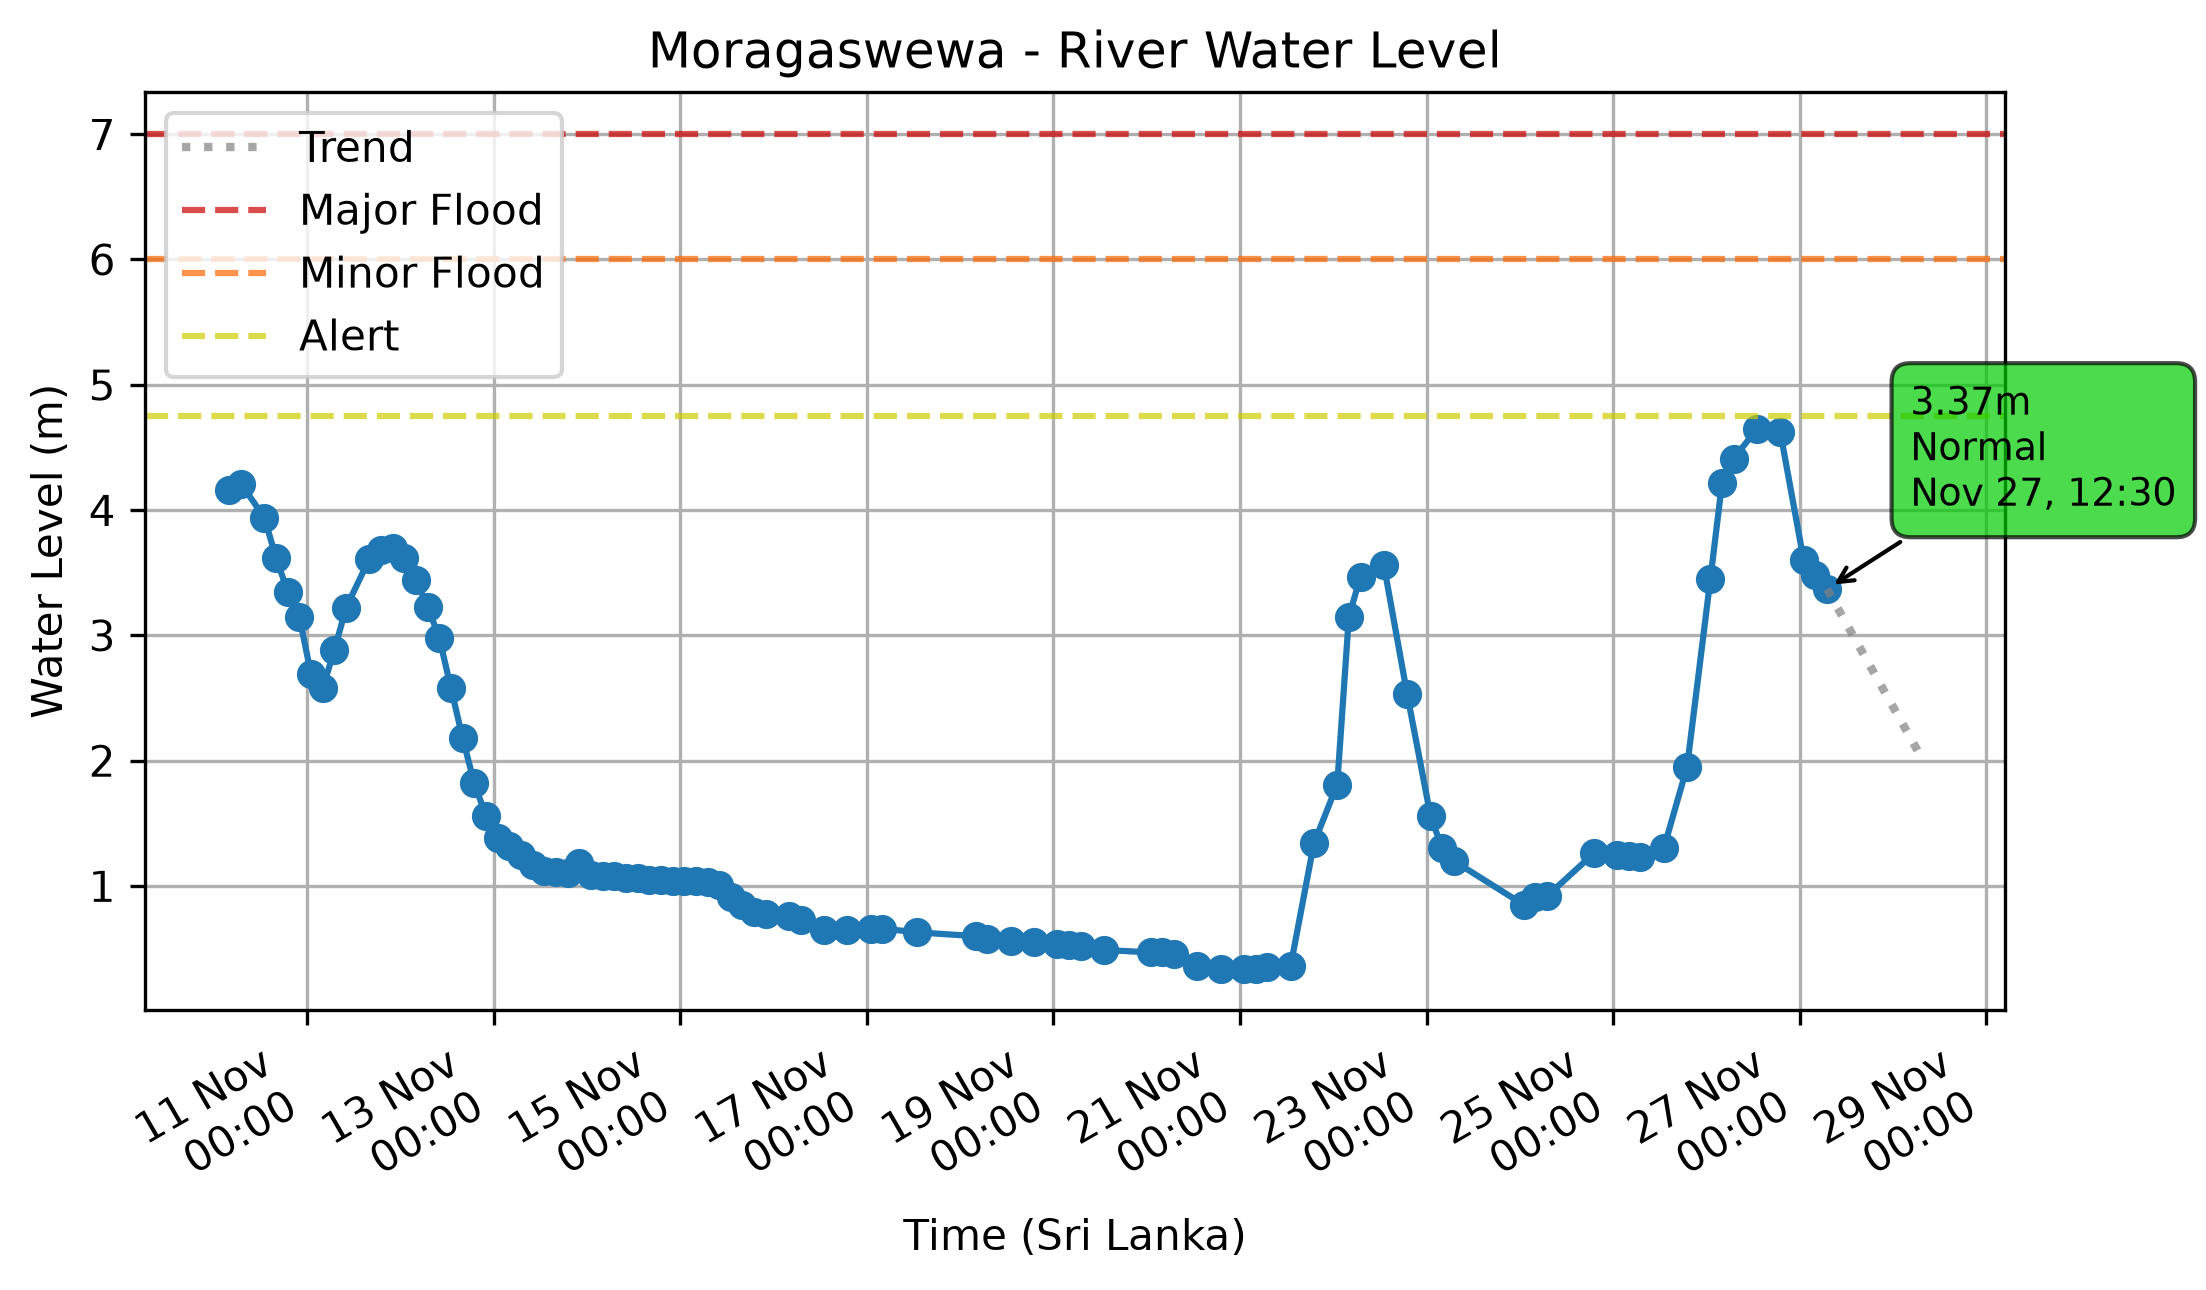 Moragaswewa - River Water Level
Trend
Major Flood
Minor Flood
Alert
7
6
5
4
3
2
1
Water Level (m)
3.37m
Normal
Nov 27, 12:30
11 Nov
00:00
13 Nov
00:00
15 Nov
00:00
17 Nov
00:00
19 Nov
00:00
21 Nov
00:00
23 Nov
00:00
25 Nov
00:00
27 Nov
00:00
29 Nov
00:00
Time (Sri Lanka)